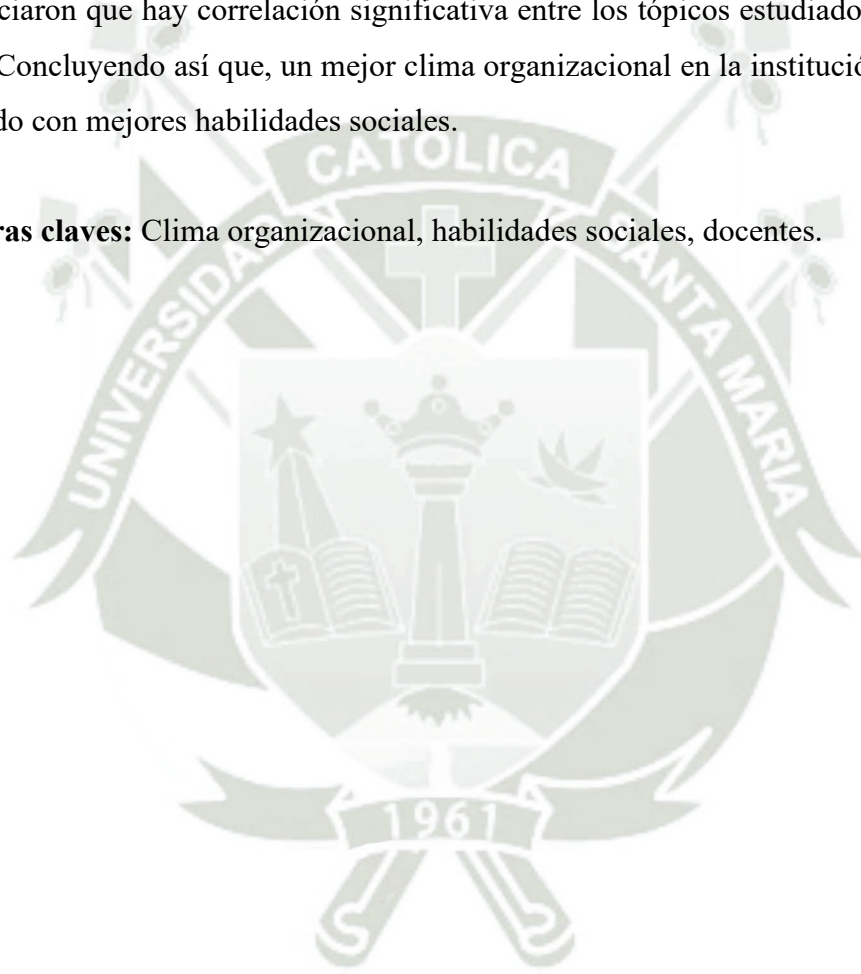 ciaron que hay correlación significativa entre los tópicos estudiado
Concluyendo así que, un mejor clima organizacional en la institució
do con mejores habilidades sociales.
ras claves: Clima organizacional, habilidades sociales, docentes.
UNIVERSIDAD CATOLICA SANTA MARIA
1961